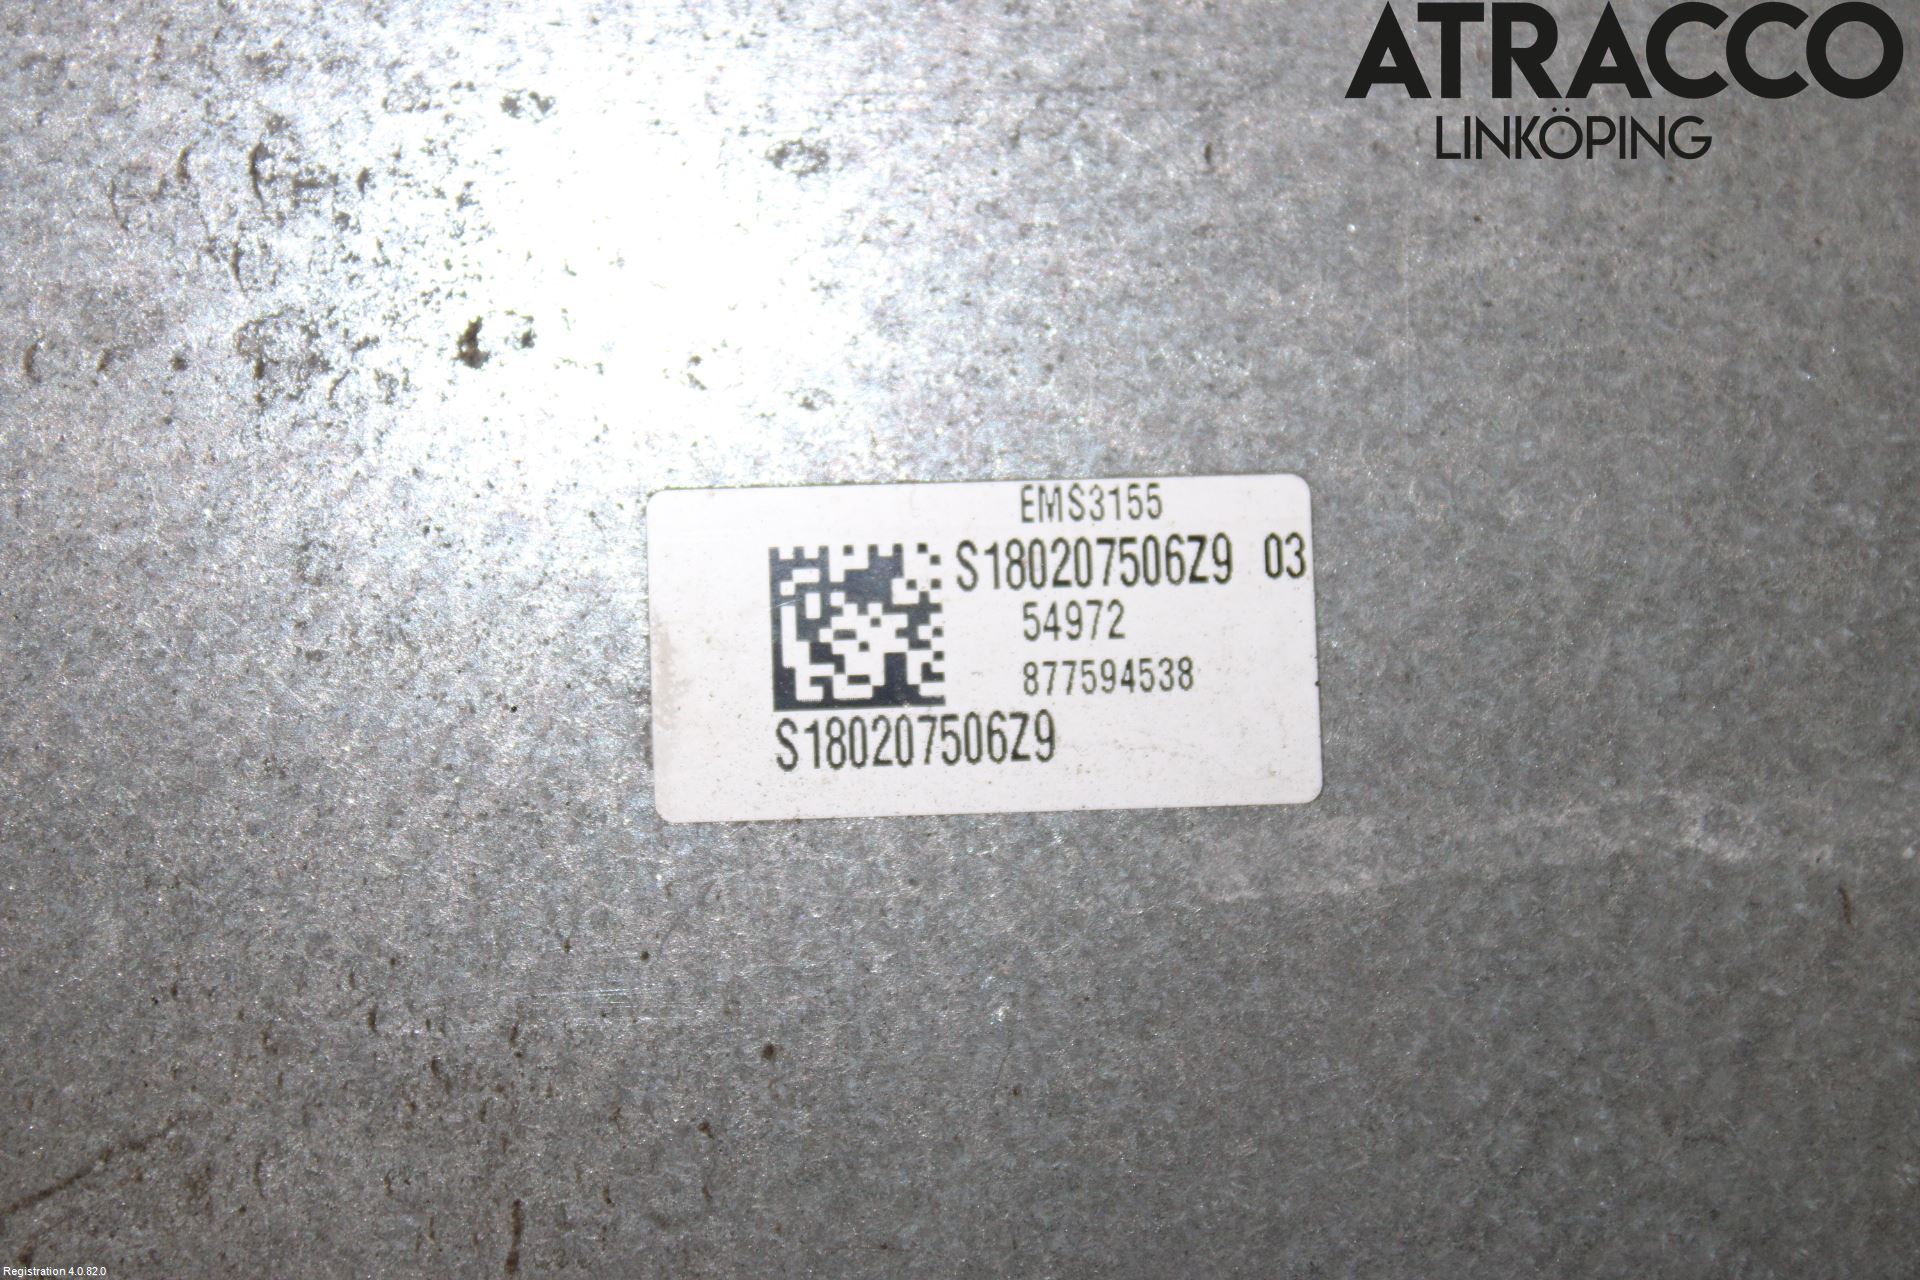 ATRACCO
LINKÖPING
EMS3155
S180207506Z9 03
54972
877594538
S180207506Z9
Registration 4.0.82.0